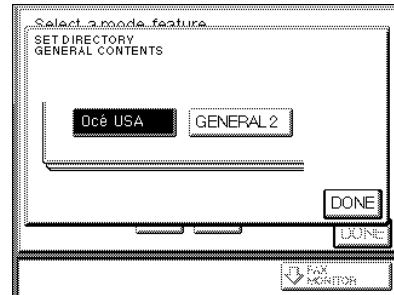 Select a mode feature
SET DIRECTORY
GENERAL CONTENTS
Océ USA GENERAL 2
DONE
DONE
FAX
MONITOR